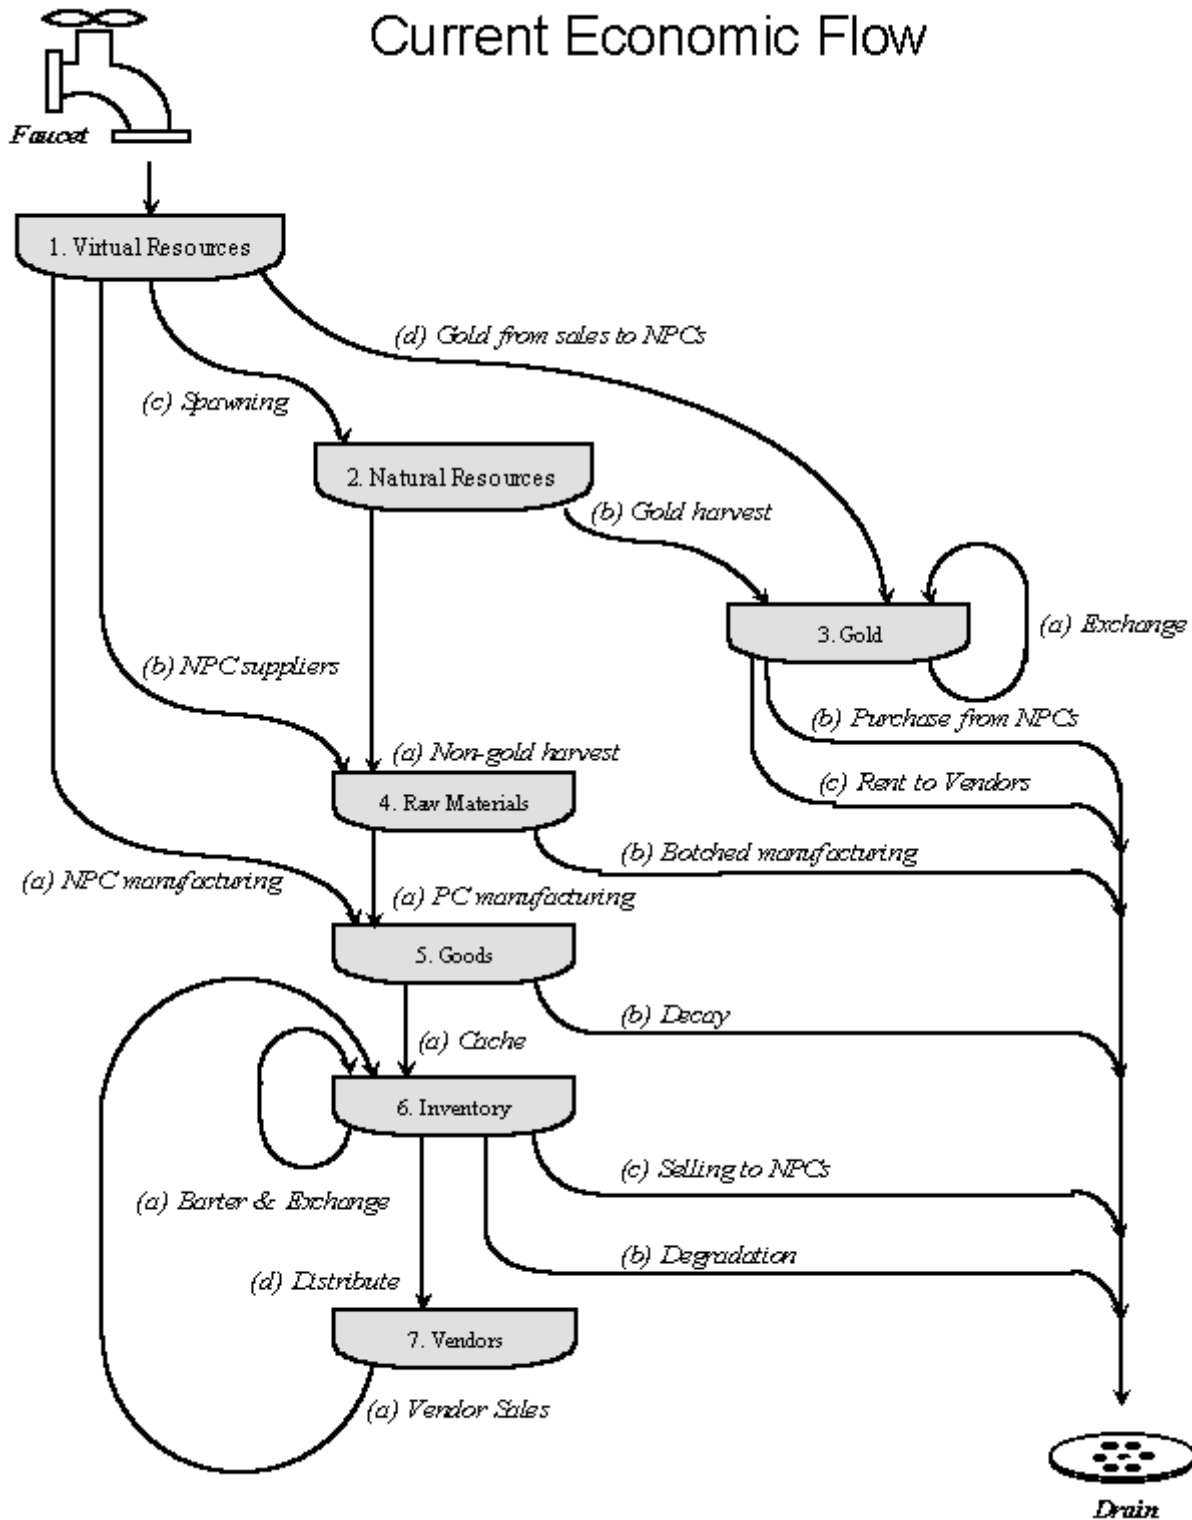 Current Economic Flow
Faucet
1. Virtual Resources
(d) Gold from sales to NPCs
(c) Spawning
2. Natural Resources
(b) Gold harvest
3. Gold
(a) Exchange
(b) NPC suppliers
(b) Purchase from NPCs
(a) Non-gold harvest
(c) Rent to Vendors
4. Raw Materials
(b) Botched manufacturing
(a) NPC manufacturing
(a) PC manufacturing
5. Goods
(b) Decay
(a) Cache
6. Inventory
(c) Selling to NPCs
(a) Barter & Exchange
(b) Degradation
(d) Distribute
7. Vendors
(a) Vendor Sales
Drain